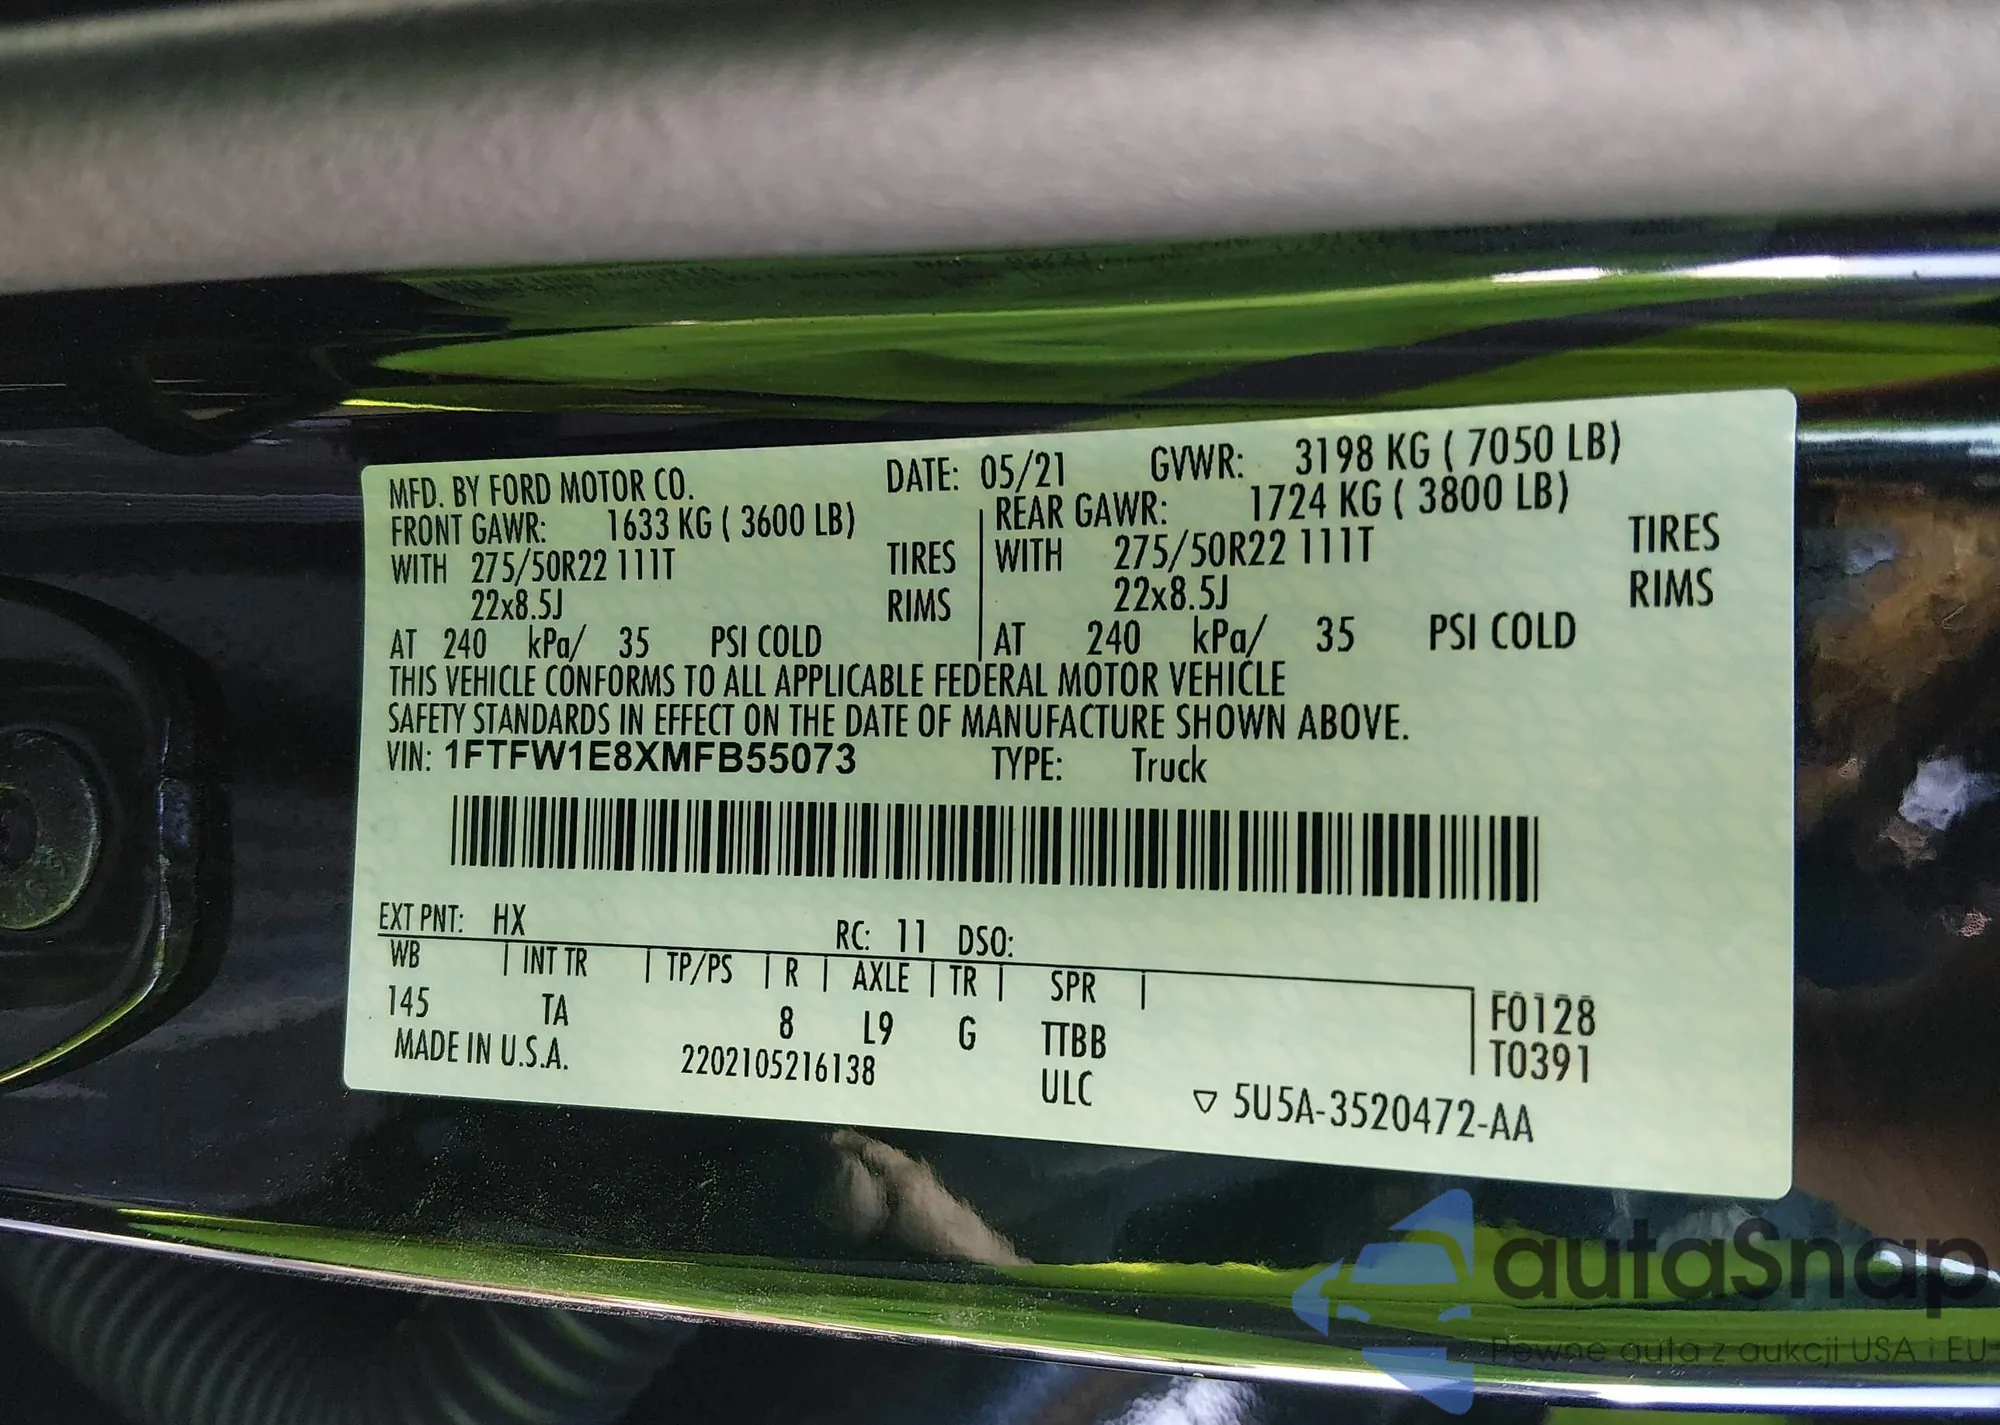 MFD. BY FORD MOTOR CO. DATE: 05/21 GVWR: 3198 KG ( 7050 LB)
FRONT GAWR: 1633 KG ( 3600 LB) REAR GAWR: 1724 KG ( 3800 LB)
WITH 275/50R22 111T TIRES WITH 275/50R22 111T TIRES
22x8.5J RIMS 22x8.5J RIMS
AT 240 kPa/ 35 PSI COLD AT 240 kPa/ 35 PSI COLD
THIS VEHICLE CONFORMS TO ALL APPLICABLE FEDERAL MOTOR VEHICLE
SAFETY STANDARDS IN EFFECT ON THE DATE OF MANUFACTURE SHOWN ABOVE.
VIN: 1FTFW1E8XMFB55073 TYPE: Truck
EXT PNT: HX RC: 11 DSO:
WB INT TR TP/PS R AXLE TR SPR
145 TA 8 L9 G TTBB F0128
T0391
MADE IN U.S.A. 2202105216138 ULC ▽ 5U5A-3520472-AA
autaSnap
Pewne auta z aukcji USA i EU